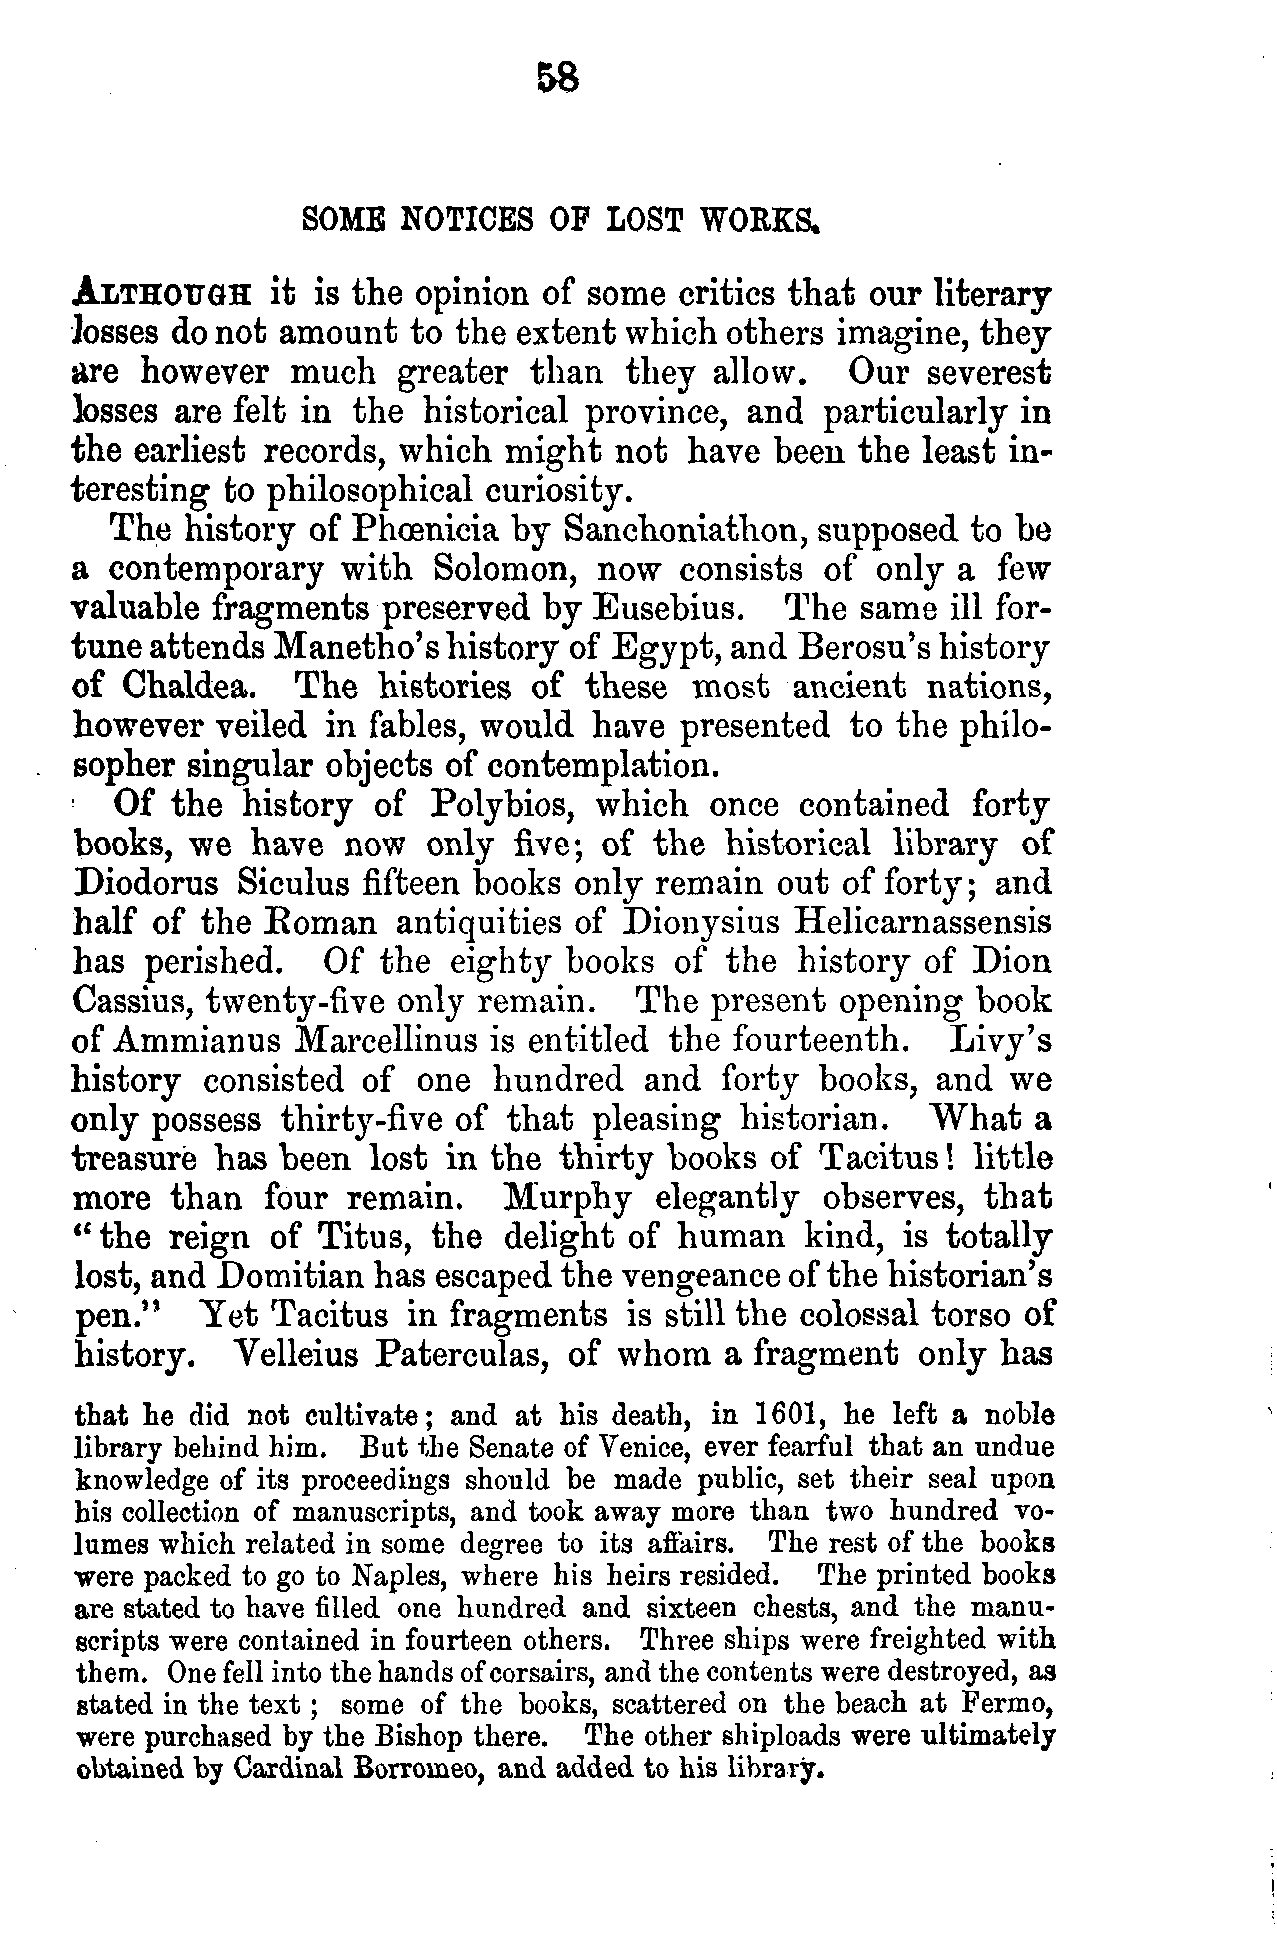 58
SOME NOTICES OF LOST WORKS.
ALTHOUGH it is the opinion of some critics that our literary
losses do not amount to the extent which others imagine, they
are however much greater than they allow. Our severest
losses are felt in the historical province, and particularly in
the earliest records, which might not have been the least in-
teresting to philosophical curiosity.
The history of Phœnicia by Sanchoniathon, supposed to be
a contemporary with Solomon, now consists of only a few
valuable fragments preserved by Eusebius. The same ill for-
tune attends Manetho's history of Egypt, and Berosu's history
of Chaldea. The histories of these most ancient nations,
however veiled in fables, would have presented to the philo-
sopher singular objects of contemplation.
Of the history of Polybios, which once contained forty
books, we have now only five; of the historical library of
Diodorus Siculus fifteen books only remain out of forty; and
half of the Roman antiquities of Dionysius Helicarnassensis
has perished. Of the eighty books of the history of Dion
Cassius, twenty-five only remain. The present opening book
of Ammianus Marcellinus is entitled the fourteenth. Livy's
history consisted of one hundred and forty books, and we
only possess thirty-five of that pleasing historian. What a
treasure has been lost in the thirty books of Tacitus! little
more than four remain. Murphy elegantly observes, that
"the reign of Titus, the delight of human kind, is totally
lost, and Domitian has escaped the vengeance of the historian's
pen." Yet Tacitus in fragments is still the colossal torso of
history. Velleius Paterculas, of whom a fragment only has
that he did not cultivate; and at his death, in 1601, he left a noble
library behind him. But the Senate of Venice, ever fearful that an undue
knowledge of its proceedings should be made public, set their seal upon
his collection of manuscripts, and took away more than two hundred vo-
lumes which related in some degree to its affairs. The rest of the books
were packed to go to Naples, where his heirs resided. The printed books
are stated to have filled one hundred and sixteen chests, and the manu-
scripts were contained in fourteen others. Three ships were freighted with
them. One fell into the hands of corsairs, and the contents were destroyed, as
stated in the text; some of the books, scattered on the beach at Fermo,
were purchased by the Bishop there. The other shiploads were ultimately
obtained by Cardinal Borromeo, and added to his library.